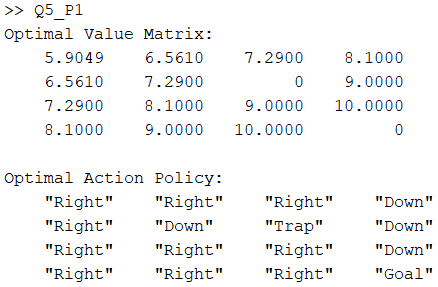 >> Q5_P1
Optimal Value Matrix:
5.9049 6.5610 7.2900 8.1000
6.5610 7.2900 0 9.0000
7.2900 8.1000 9.0000 10.0000
8.1000 9.0000 10.0000 0
Optimal Action Policy:
"Right" "Right" "Right" "Down"
"Right" "Down" "Trap" "Down"
"Right" "Right" "Right" "Down"
"Right" "Right" "Right" "Goal"